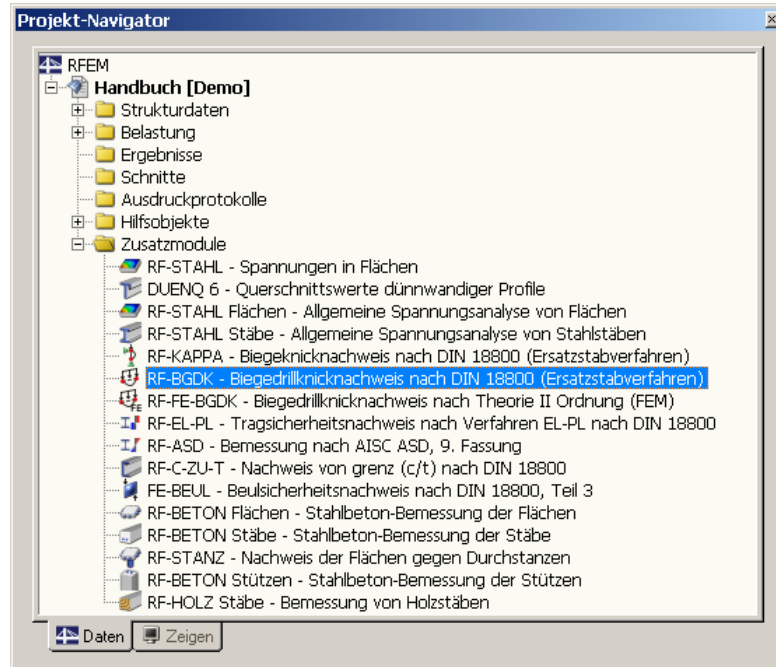 Projekt-Navigator
RFEM
Handbuch [Demo]
Strukturdaten
Belastung
Ergebnisse
Schnitte
Ausdruckprotokolle
Hilfsobjekte
Zusatzmodule
RF-STAHL - Spannungen in Flächen
DUENQ 6 - Querschnittswerte dünnwandiger Profile
RF-STAHL Flächen - Allgemeine Spannungsanalyse von Flächen
RF-STAHL Stäbe - Allgemeine Spannungsanalyse von Stahlstäben
RF-KAPPA - Biegeknicknachweis nach DIN 18800 (Ersatzstabverfahren)
RF-BGDK - Biegedrillknicknachweis nach DIN 18800 (Ersatzstabverfahren)
RF-FE-BGDK - Biegedrillknicknachweis nach Theorie II Ordnung (FEM)
RF-EL-PL - Tragsicherheitsnachweis nach Verfahren EL-PL nach DIN 18800
RF-ASD - Bemessung nach AISC ASD, 9. Fassung
RF-C-ZU-T - Nachweis von grenz (c/t) nach DIN 18800
FE-BEUL - Beulsicherheitsnachweis nach DIN 18800, Teil 3
RF-BETON Flächen - Stahlbeton-Bemessung der Flächen
RF-BETON Stäbe - Stahlbeton-Bemessung der Stäbe
RF-STANZ - Nachweis der Flächen gegen Durchstanzen
RF-BETON Stützen - Stahlbeton-Bemessung der Stützen
RF-HOLZ Stäbe - Bemessung von Holzstäben
Daten Zeigen